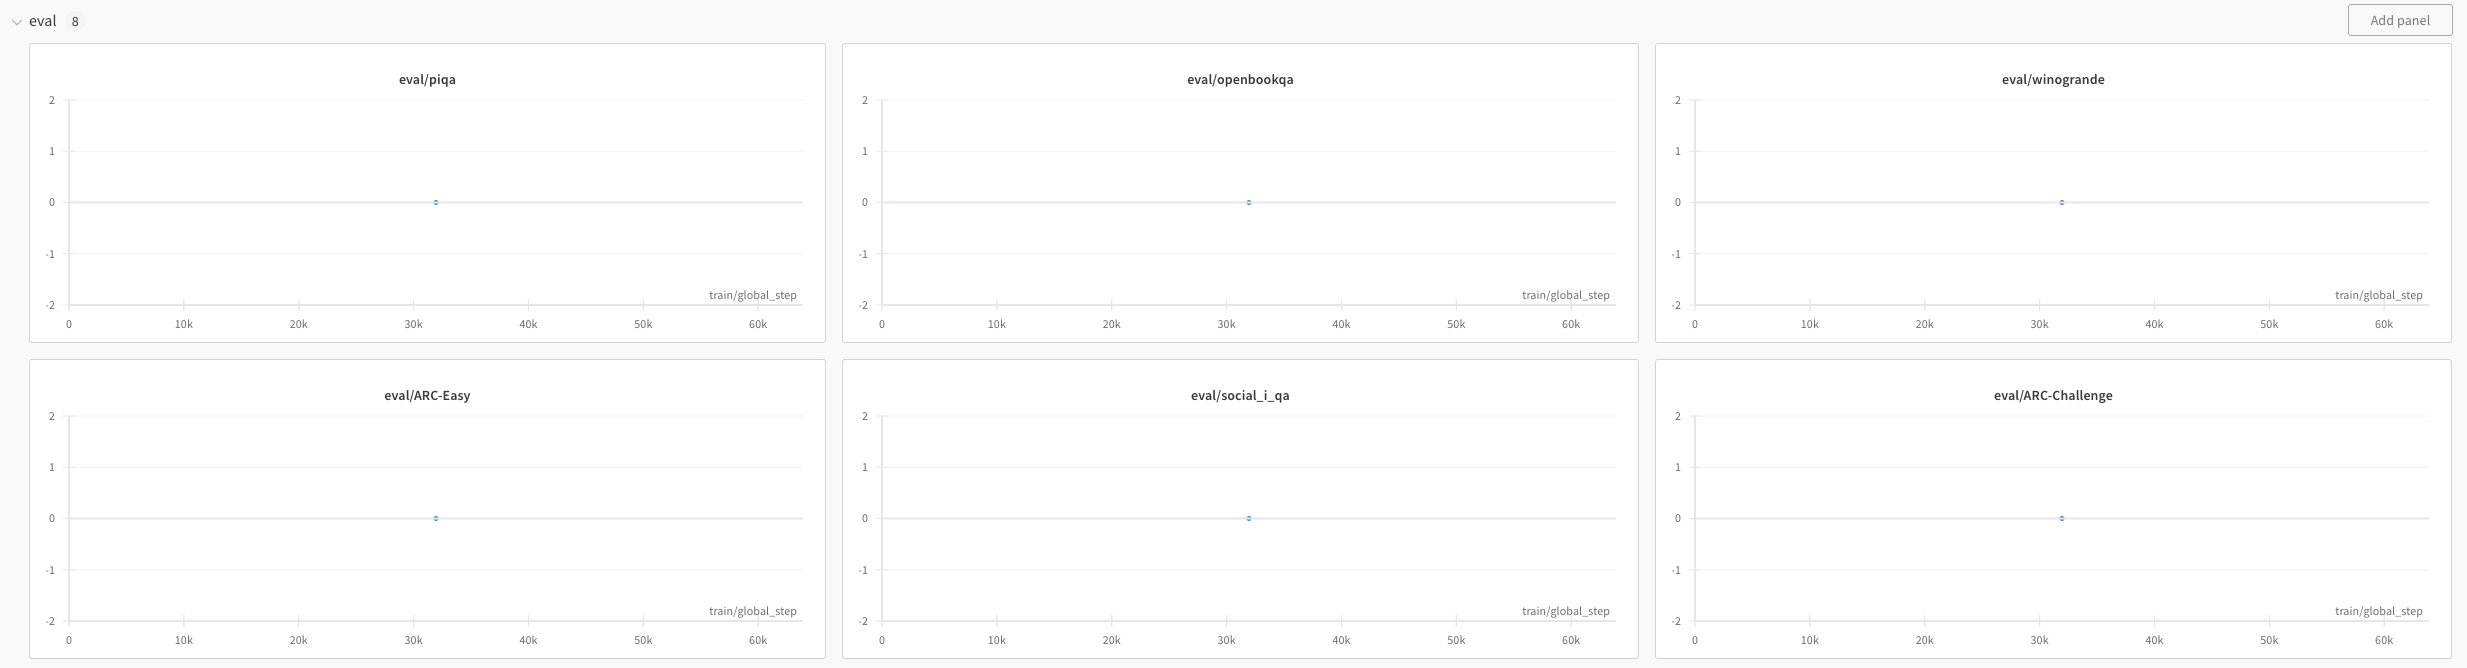 eval 8
Add panel
eval/piqa
2
1
0
-1
-2
train/global_step
0 10k 20k 30k 40k 50k 60k
eval/openbookqa
2
1
0
-1
-2
train/global_step
0 10k 20k 30k 40k 50k 60k
eval/winogrande
2
1
0
-1
-2
train/global_step
0 10k 20k 30k 40k 50k 60k
eval/ARC-Easy
2
1
0
-1
-2
train/global_step
0 10k 20k 30k 40k 50k 60k
eval/social_i_qa
2
1
0
-1
-2
train/global_step
0 10k 20k 30k 40k 50k 60k
eval/ARC-Challenge
2
1
0
-1
-2
train/global_step
0 10k 20k 30k 40k 50k 60k